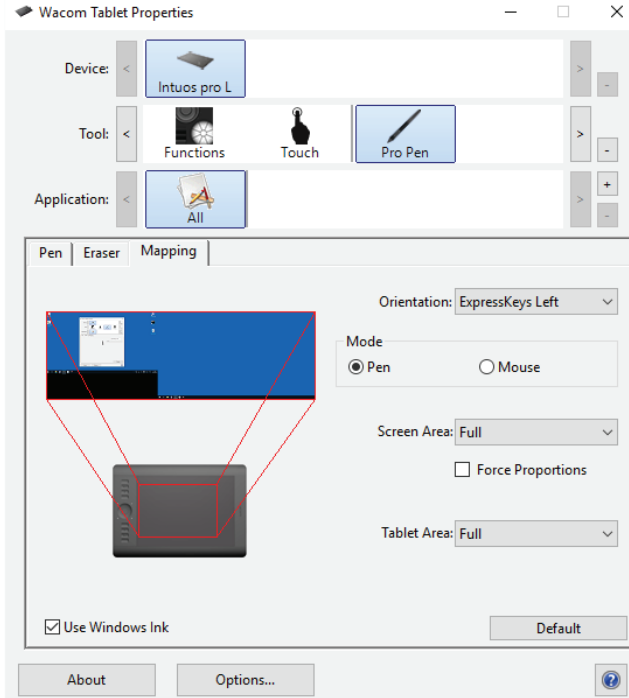 Wacom Tablet Properties
Device:
<
Intuos pro L
>
-
Tool:
<
Functions
Touch
Pro Pen
>
-
Application:
<
All
>
+
-
Pen
Eraser
Mapping
Orientation: ExpressKeys Left
Mode
Pen
Mouse
Screen Area: Full
Force Proportions
Tablet Area: Full
Use Windows Ink
Default
About
Options...
?